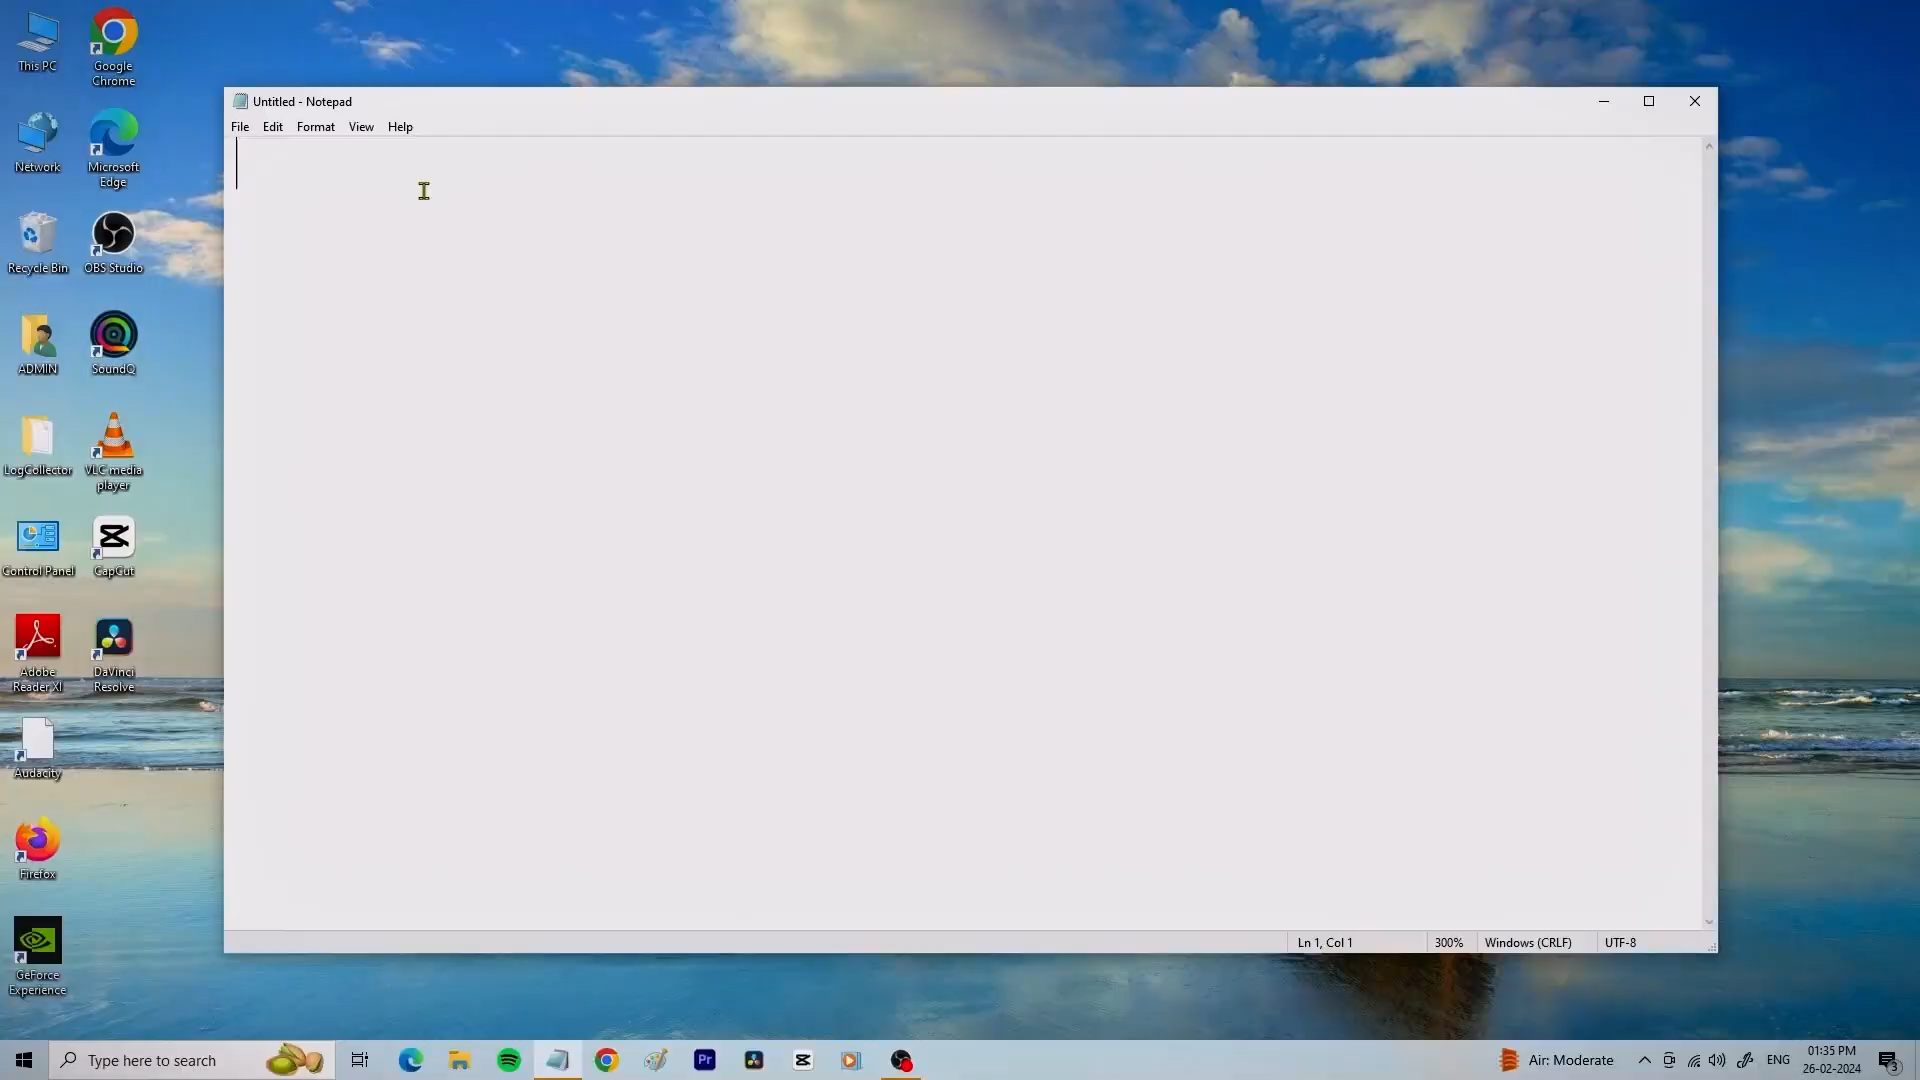 This PC
Google
Chrome
Untitled - Notepad
File Edit Format View Help
Network
Microsoft
Edge
Recycle Bin
OBS Studio
ADMIN
SoundQ
LogCollector
VLC media
player
Control Panel
CapCut
Adobe
Reader XI
DaVinci
Resolve
Audacity
Firefox
GeForce
Experience
Ln 1, Col 1 300% Windows (CRLF) UTF-8
Type here to search
Pr
Air: Moderate
ENG
01:35 PM
26-02-2024
3